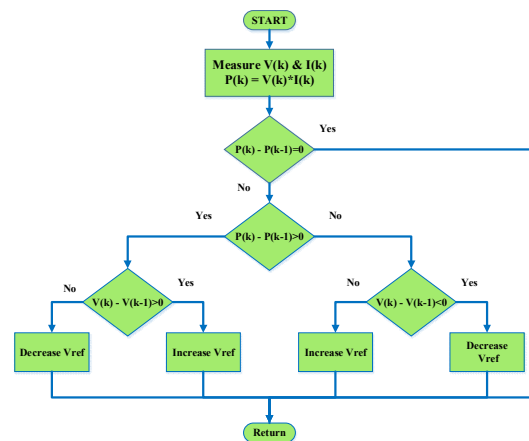 START
Measure V(k) & I(k)
P(k) = V(k)*I(k)
Yes
P(k) - P(k-1)=0
No
Yes
P(k) - P(k-1)>0
No
No
V(k) - V(k-1)>0
Yes
No
V(k) - V(k-1)<0
Yes
Decrease Vref
Increase Vref
Increase Vref
Decrease
Vref
Return